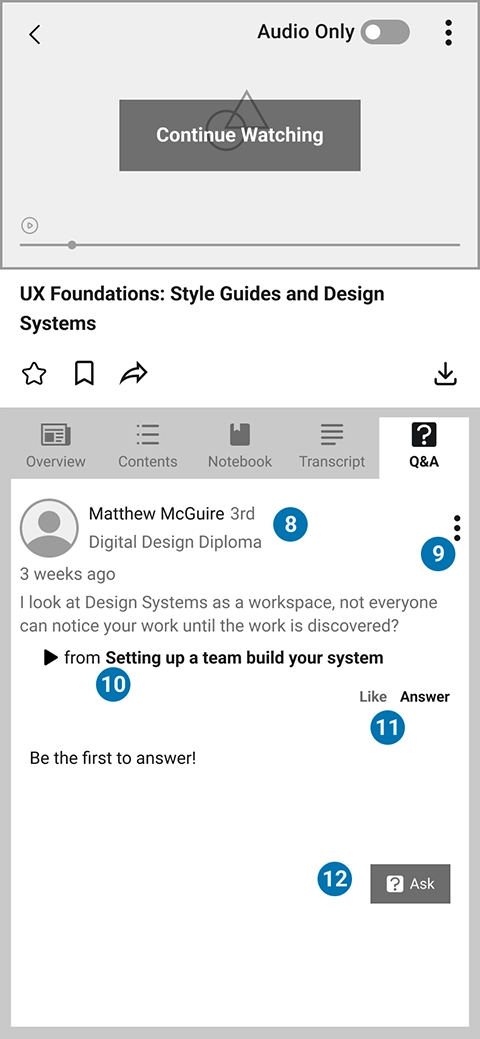 Audio Only
Continue Watching
UX Foundations: Style Guides and Design
Systems
Overview
Contents
Notebook
Transcript
Q&A
Matthew McGuire 3rd
8
Digital Design Diploma
9
3 weeks ago
I look at Design Systems as a workspace, not everyone
can notice your work until the work is discovered?
from Setting up a team build your system
10
Like Answer
11
Be the first to answer!
12
? Ask